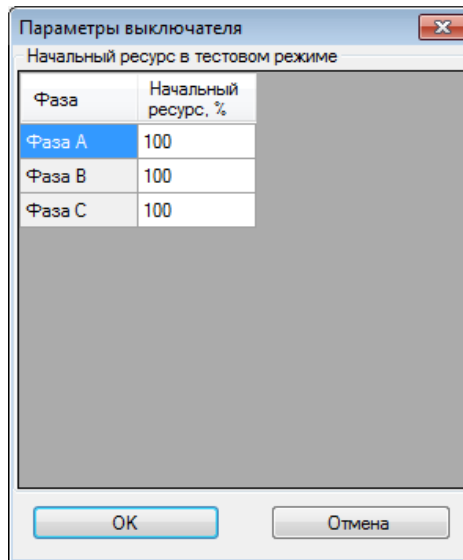 Параметры выключателя
Начальный ресурс в тестовом режиме
Фаза Начальный
ресурс, %
Фаза A 100
Фаза B 100
Фаза C 100
OK Отмена